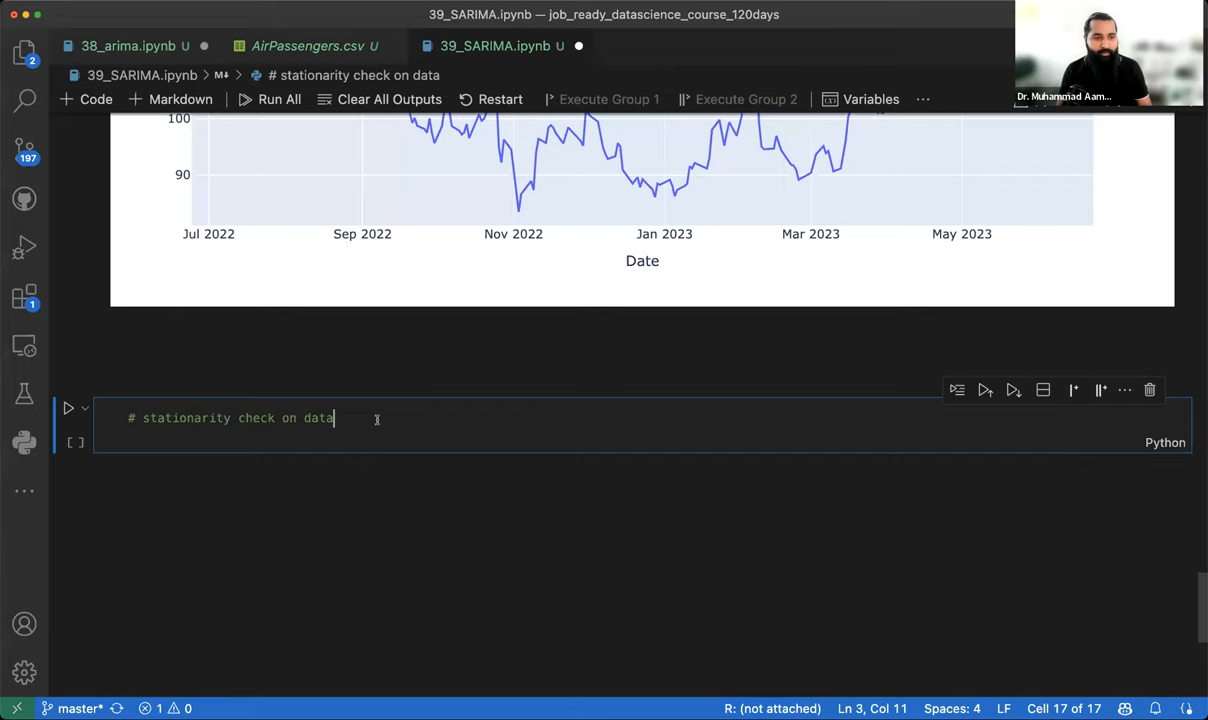 39_SARIMA.ipynb — job_ready_datascience_course_120days
38_arima.ipynb U
AirPassengers.csv U
39_SARIMA.ipynb U
39_SARIMA.ipynb > M↓ > # stationarity check on data
+ Code + Markdown Run All Clear All Outputs Restart Execute Group 1 Execute Group 2 Variables ...
Dr. Muhammad Aam...
2
197
1
100
90
Jul 2022 Sep 2022 Nov 2022 Jan 2023 Mar 2023 May 2023
Date
# stationarity check on data
[ ]
Python
master* 1 0 R: (not attached) Ln 3, Col 11 Spaces: 4 LF Cell 17 of 17